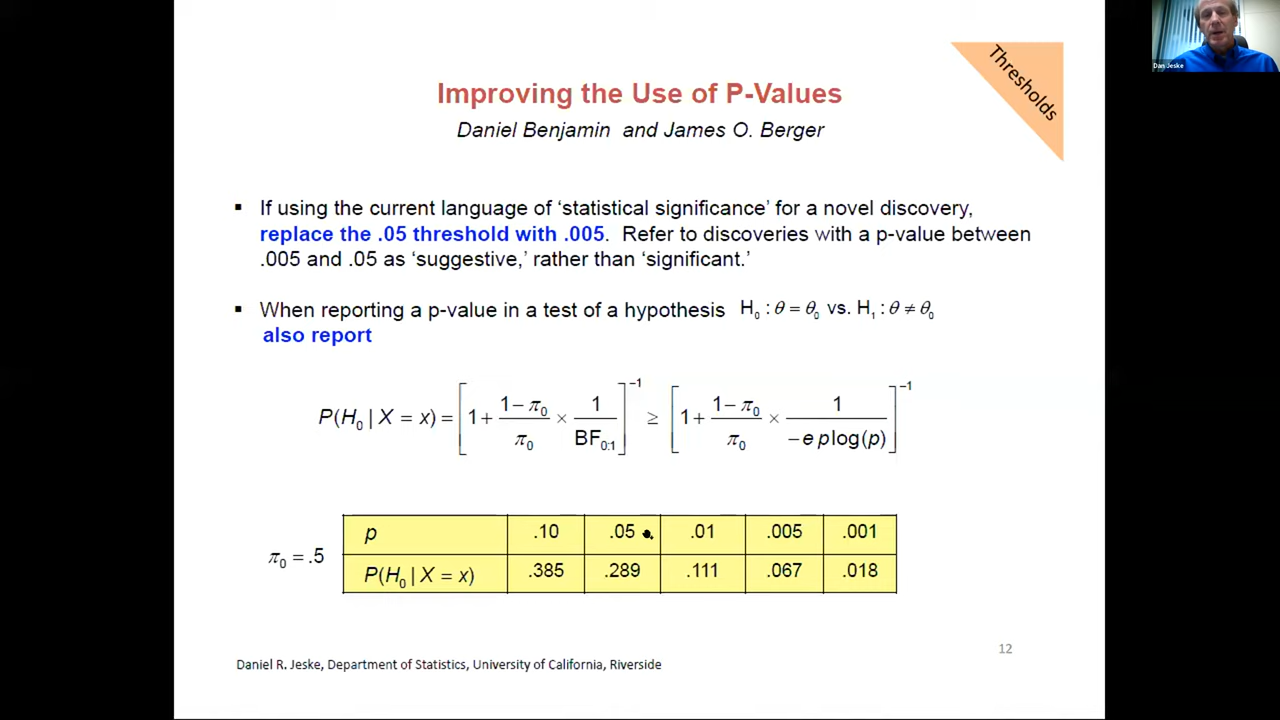 Dan Jeske
Thresholds
Improving the Use of P-Values
Daniel Benjamin and James O. Berger
▪ If using the current language of ‘statistical significance’ for a novel discovery,
replace the .05 threshold with .005. Refer to discoveries with a p-value between
.005 and .05 as ‘suggestive,’ rather than ‘significant.’
▪ When reporting a p-value in a test of a hypothesis H₀ : θ = θ₀ vs. H₁ : θ ≠ θ₀
also report
P(H₀ | X = x) = [1 + (1 − π₀)/π₀ × 1/BF₀:₁]⁻¹ ≥ [1 + (1 − π₀)/π₀ × 1/(− e p log(p))]⁻¹
p .10 .05 .01 .005 .001
π₀ = .5
P(H₀ | X = x) .385 .289 .111 .067 .018
12
Daniel R. Jeske, Department of Statistics, University of California, Riverside